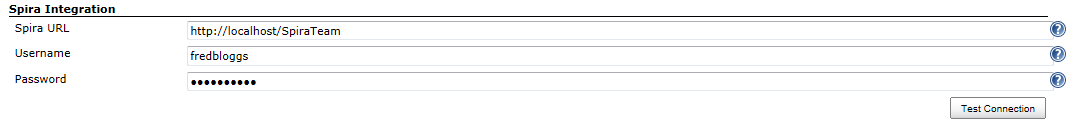 Spira Integration
Spira URL http://localhost/SpiraTeam
Username fredbloggs
Password ••••••••••
Test Connection